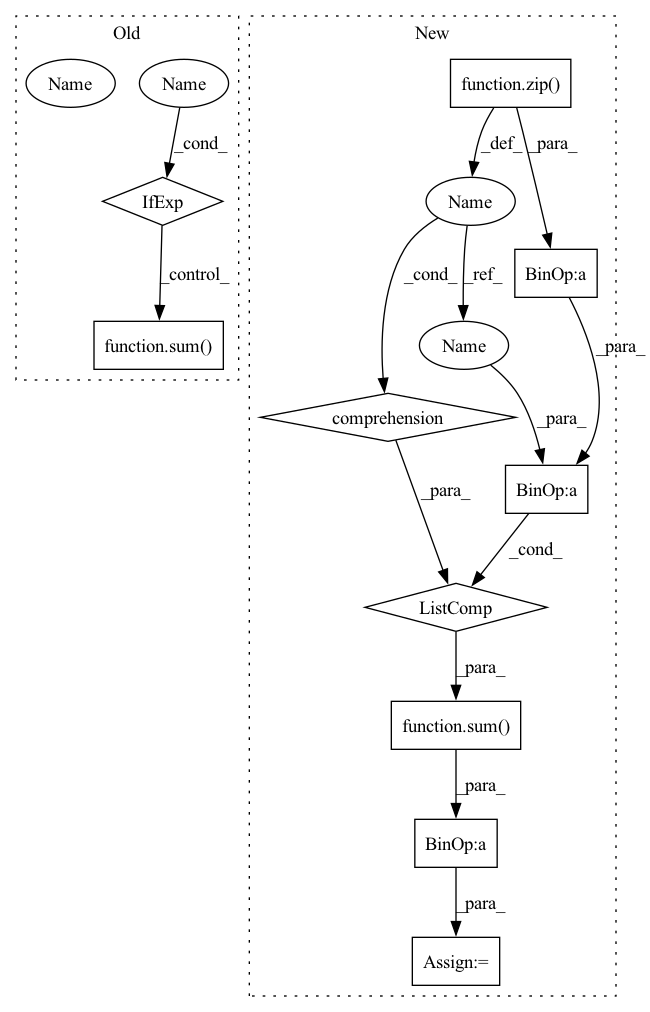 Old
New
Name
Name
function.zip()
_cond_
_def_
_para_
IfExp
Name
BinOp:a
_control_
_cond_
_ref_
function.sum()
Name
_para_
comprehension
_para_
_para_
BinOp:a
_cond_
ListComp
_para_
function.sum()
_para_
BinOp:a
_para_
Assign:=